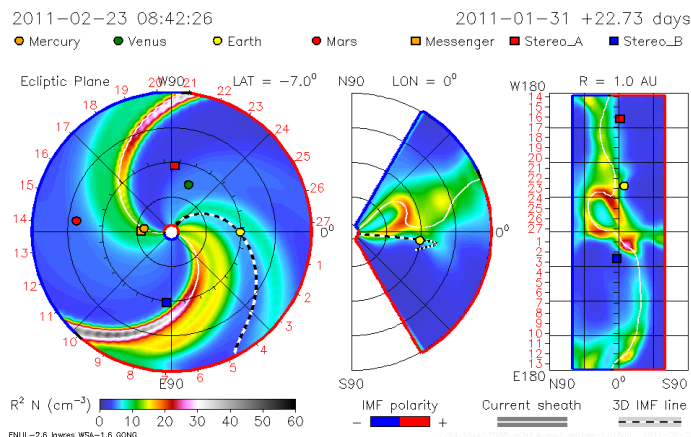 2011-02-23 08:42:26 2011-01-31 +22.73 days
Mercury Venus Earth Mars Messenger Stereo_A Stereo_B
Ecliptic Plane W90 LAT = -7.0°
N90 LON = 0°
W180 R = 1.0 AU
19 20 21 22
18 23
17 24
16 25
15 26
14 27 0°
13 1
12 2
11 3
10 4
9 8 7 6 5
E90
0°
S90
14
15
16
17
18
19
20
21
22
23
24
25
26
27
1
2
3
4
5
6
7
8
9
10
11
12
13
E180 N90 0° S90
R² N (cm⁻³)
0 10 20 30 40 50 60
IMF polarity
- +
Current sheath
3D IMF line
ENLIL-2.6 lowres WSA-1.6 GONG